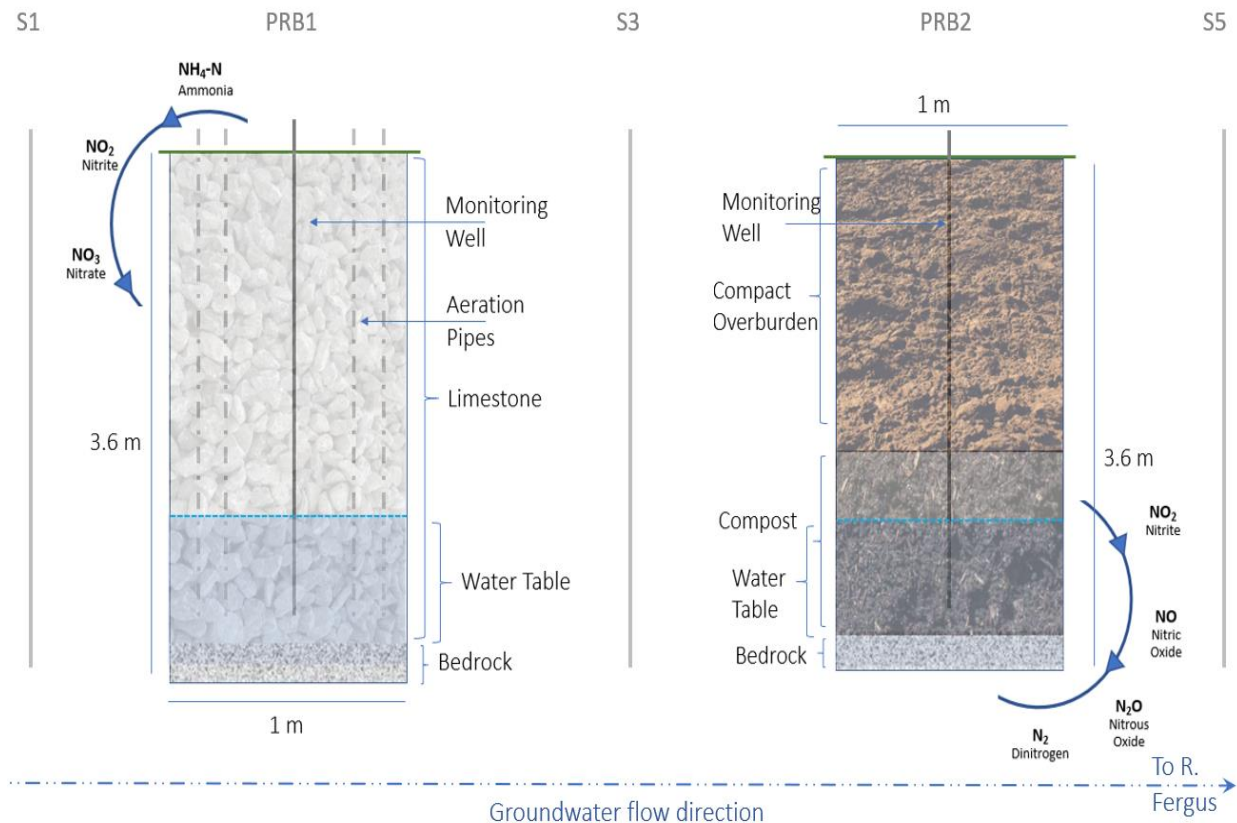 S1
PRB1
S3
PRB2
S5
NH4-N
Ammonia
NO2
Nitrite
NO3
Nitrate
3.6 m
Monitoring
Well
Aeration
Pipes
Limestone
Water Table
Bedrock
1 m
1 m
Monitoring
Well
Compact
Overburden
Compost
Water
Table
Bedrock
3.6 m
NO2
Nitrite
NO
Nitric
Oxide
N2O
Nitrous
Oxide
N2
Dinitrogen
Groundwater flow direction
To R.
Fergus